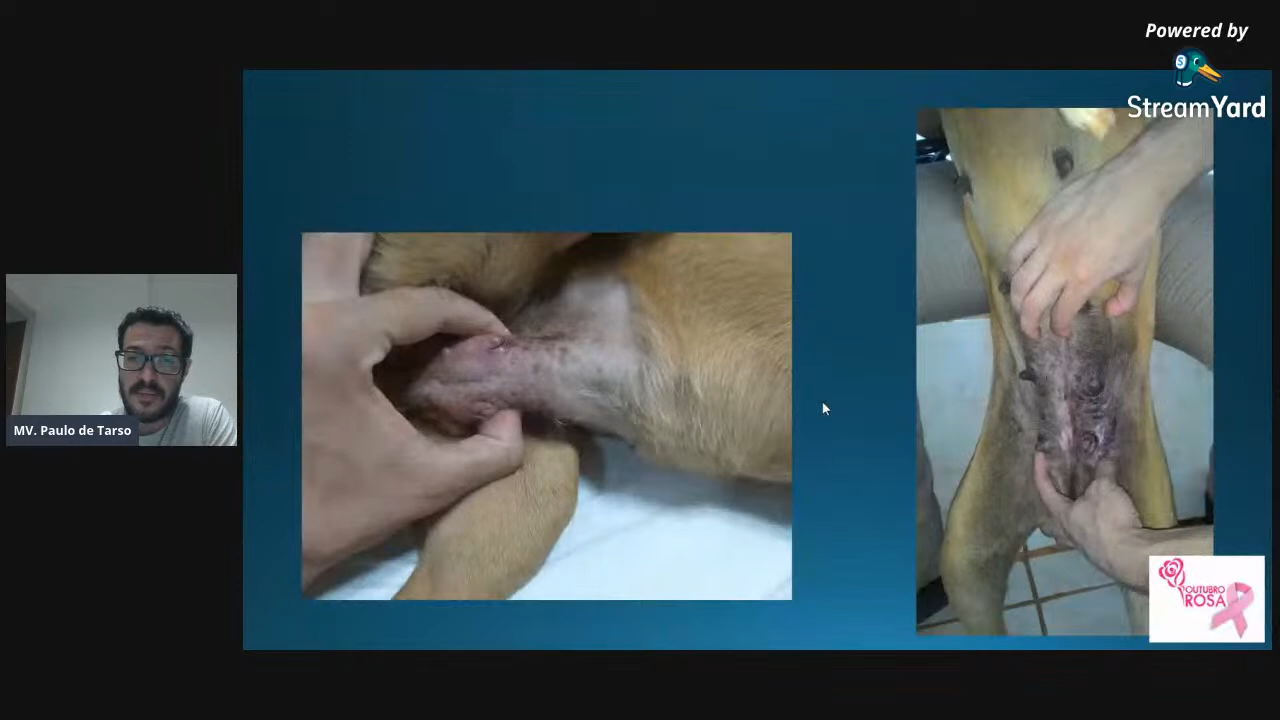 Powered by
S
StreamYard
MV. Paulo de Tarso
OUTUBRO
ROSA